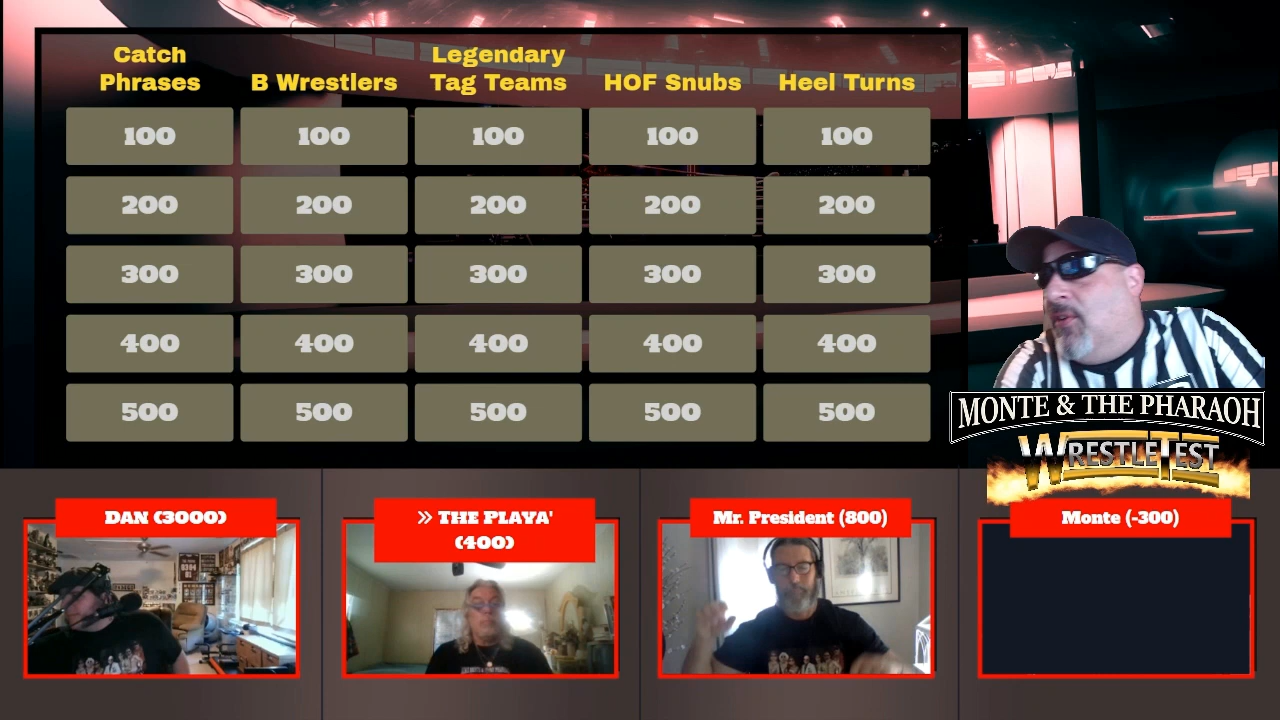 Catch
Phrases
B Wrestlers
Legendary
Tag Teams
HOF Snubs
Heel Turns
100 100 100 100 100
200 200 200 200 200
300 300 300 300 300
400 400 400 400 400
500 500 500 500 500
MONTE & THE PHARAOH
WRESTLETEST
DAN (3000)
» THE PLAYA'
(400)
Mr. President (800)
Monte (-300)